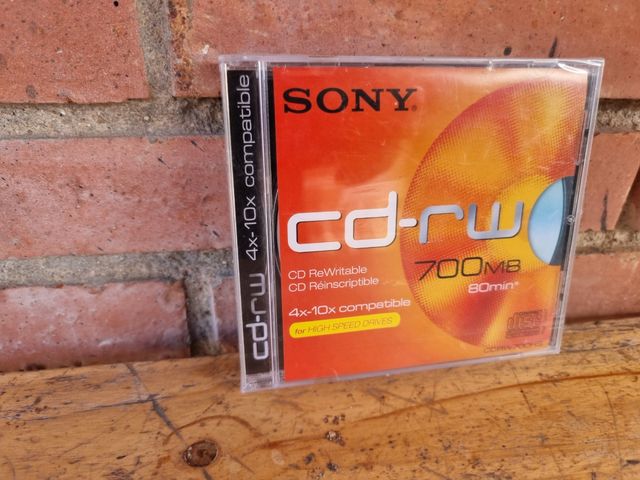 cd-rw 4x-10x compatible
SONY
cd-rw
700MB
80min
CD ReWritable
CD Réinscriptible
4x-10x compatible
for HIGH SPEED DRIVES